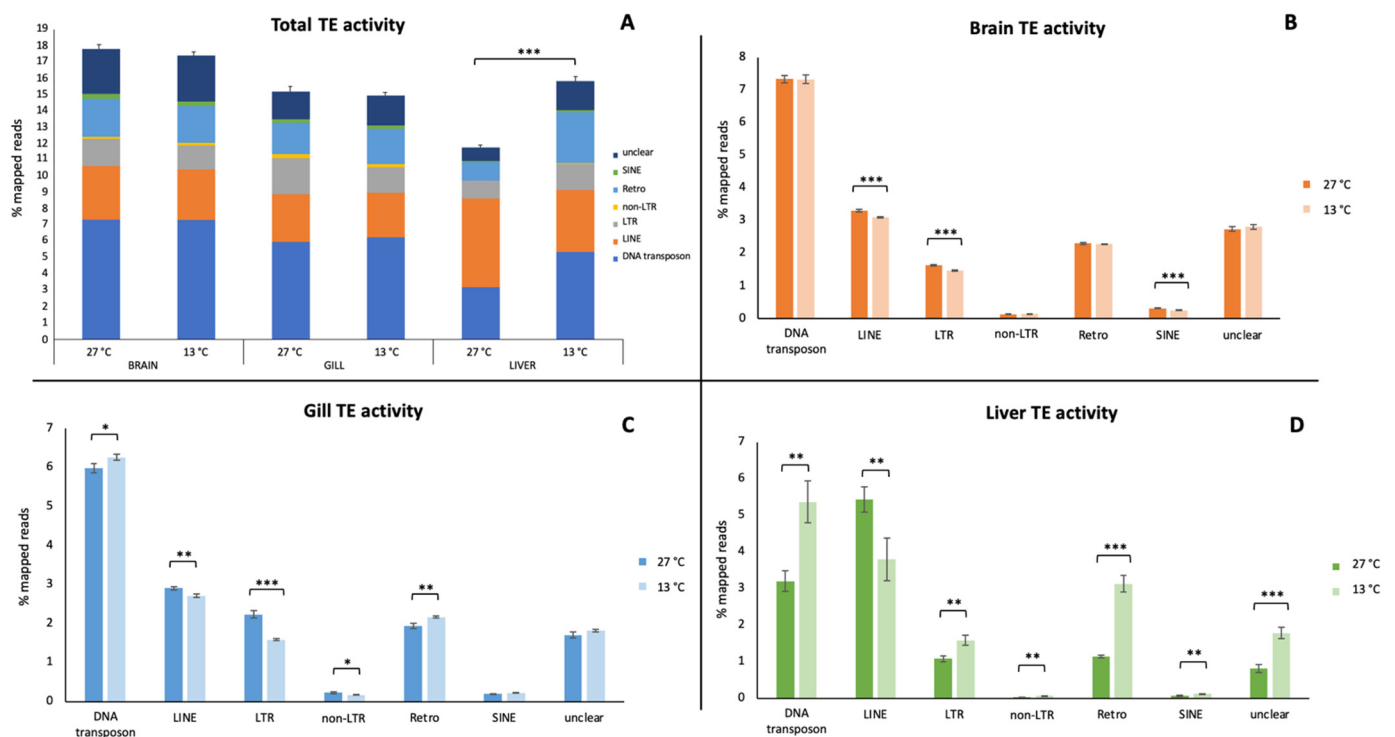 Total TE activity
A
% mapped reads
19
18
17
16
15
14
13
12
11
10
9
8
7
6
5
4
3
2
1
0
***
unclear
SINE
Retro
non-LTR
LTR
LINE
DNA transposon
27 °C 13 °C 27 °C 13 °C 27 °C 13 °C
BRAIN GILL LIVER
Brain TE activity
B
% mapped reads
8
7
6
5
4
3
2
1
0
***
***
***
27 °C
13 °C
DNA transposon
LINE
LTR
non-LTR
Retro
SINE
unclear
Gill TE activity
C
% mapped reads
7
6
5
4
3
2
1
0
*
**
***
*
**
27 °C
13 °C
DNA transposon
LINE
LTR
non-LTR
Retro
SINE
unclear
Liver TE activity
D
% mapped reads
7
6
5
4
3
2
1
0
**
**
**
**
***
**
***
27 °C
13 °C
DNA transposon
LINE
LTR
non-LTR
Retro
SINE
unclear